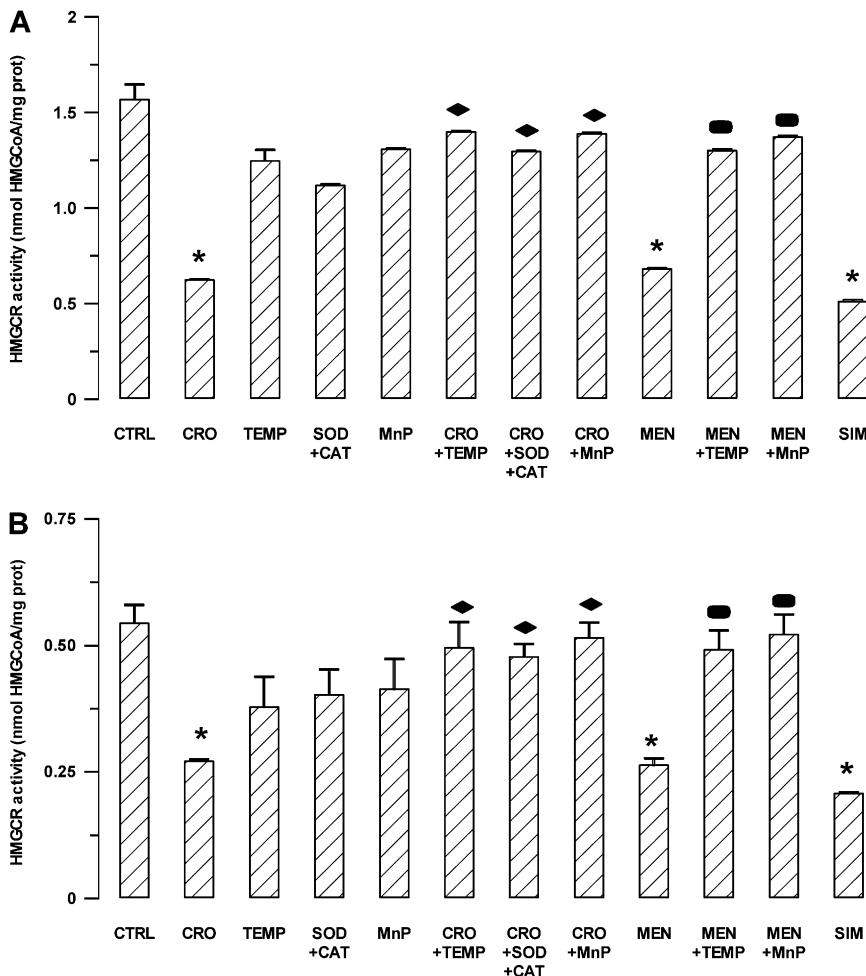 A
HMGCR activity (nmol HMGCoA/mg prot)
2
1.5
1.0
0.5
0
*
*
*
CTRL
CRO
TEMP
SOD
+CAT
MnP
CRO
+TEMP
CRO
+SOD
+CAT
CRO
+MnP
MEN
MEN
+TEMP
MEN
+MnP
SIM
B
HMGCR activity (nmol HMGCoA/mg prot)
0.75
0.50
0.25
0
*
*
*
CTRL
CRO
TEMP
SOD
+CAT
MnP
CRO
+TEMP
CRO
+SOD
+CAT
CRO
+MnP
MEN
MEN
+TEMP
MEN
+MnP
SIM